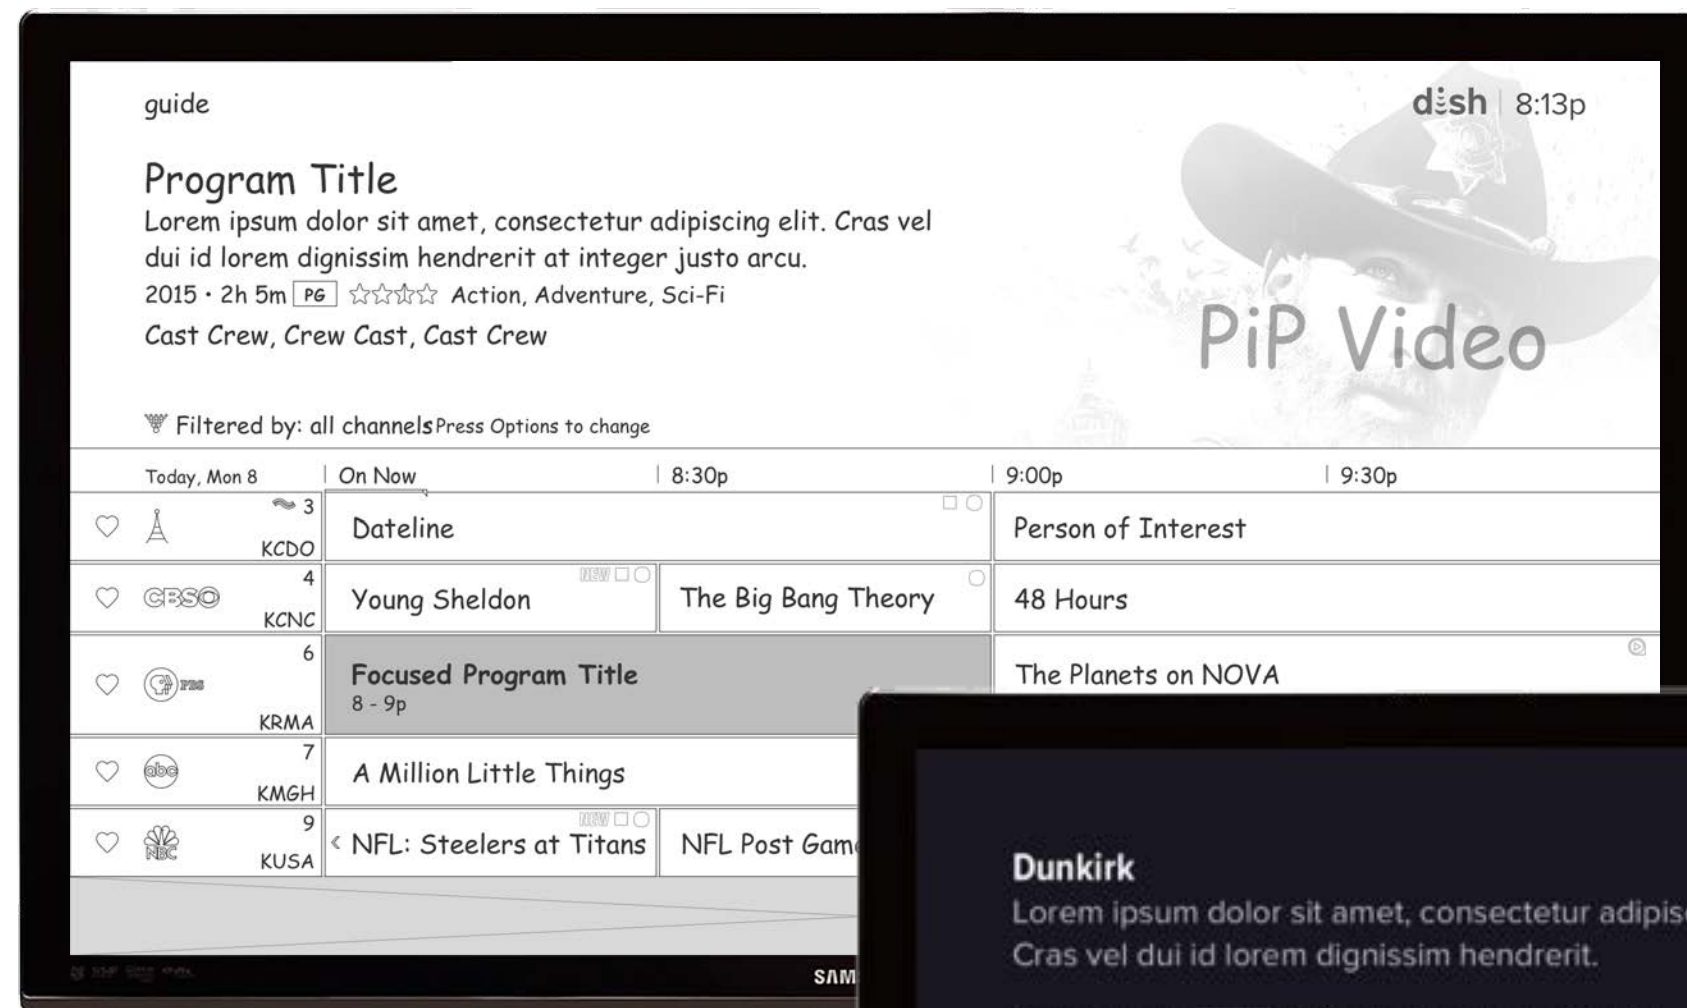 guide
dish 8:13p
Program Title
Lorem ipsum dolor sit amet, consectetur adipiscing elit. Cras vel
dui id lorem dignissim hendrerit at integer justo arcu.
2015 • 2h 5m PG Action, Adventure, Sci-Fi
Cast Crew, Crew Cast, Cast Crew
PiP Video
Filtered by: all channels Press Options to change
Today, Mon 8 On Now 8:30p 9:00p 9:30p
3
KCDO
Dateline
Person of Interest
CBS 4
KCNC
NEW
Young Sheldon
The Big Bang Theory
48 Hours
PBS 6
KRMA
Focused Program Title
8 - 9p
The Planets on NOVA
abc 7
KMGH
A Million Little Things
NBC 9
KUSA
NEW
NFL: Steelers at Titans
NFL Post Game
SAM
Dunkirk
Lorem ipsum dolor sit amet, consectetur adipisc
Cras vel dui id lorem dignissim hendrerit.